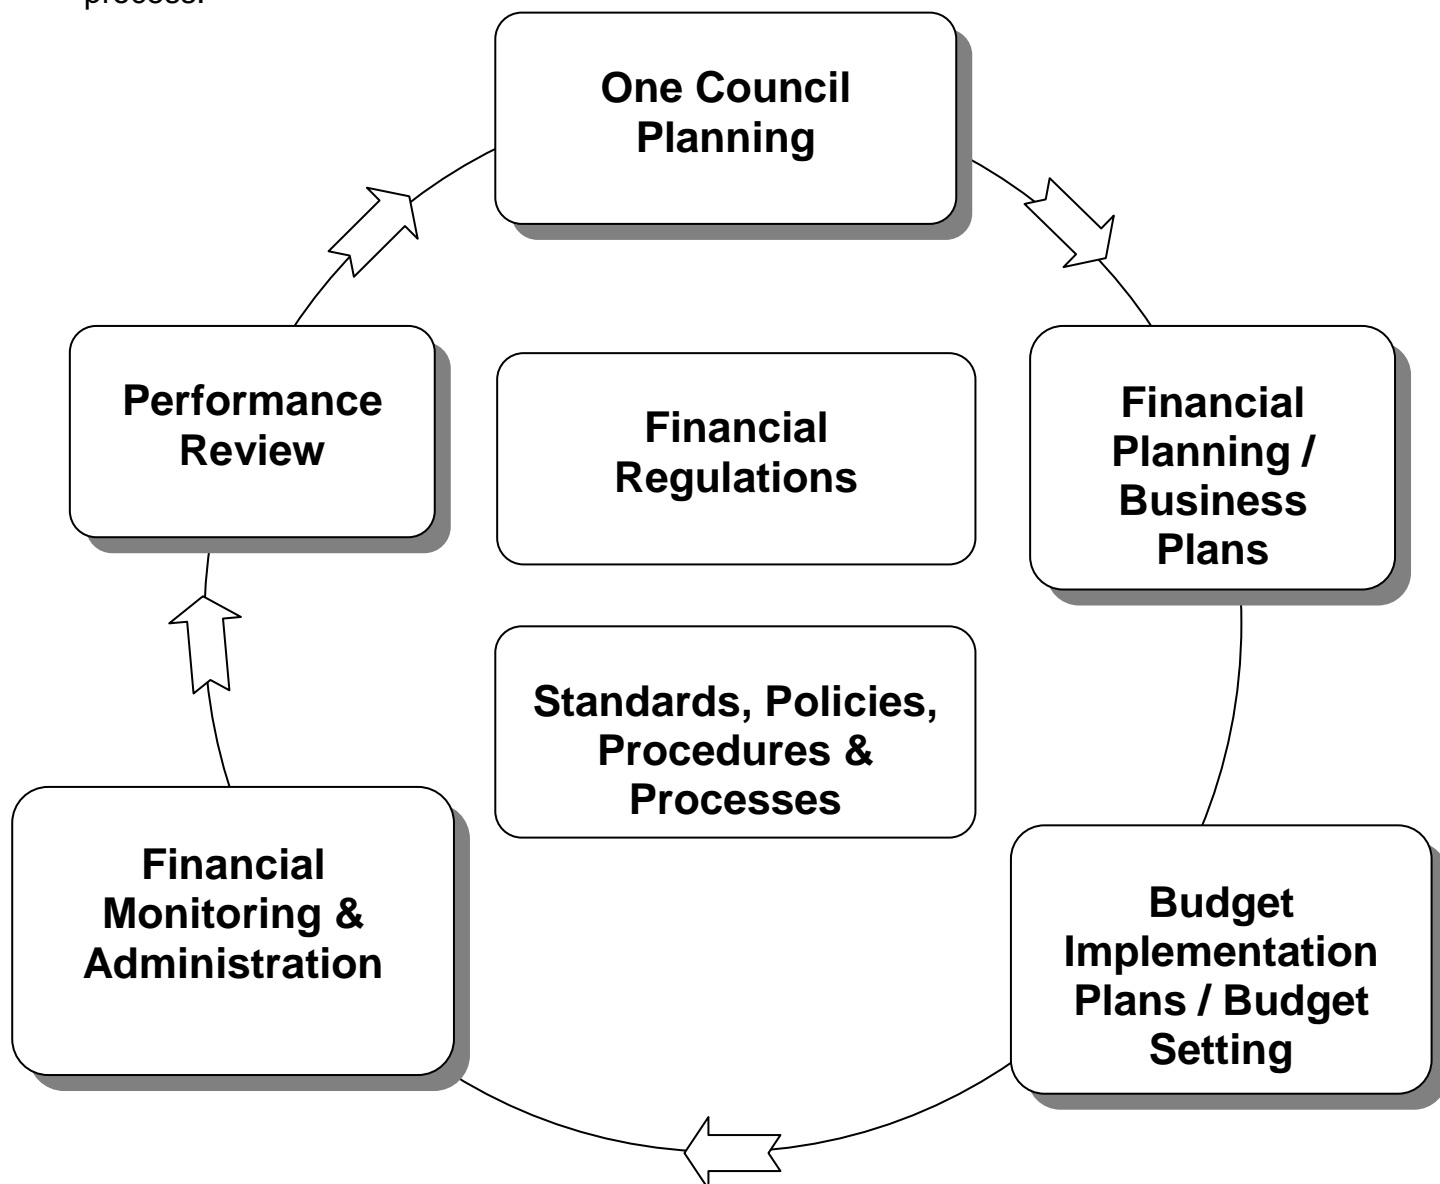 process.
One Council
Planning
Performance
Review
Financial
Regulations
Financial
Planning /
Business
Plans
Standards, Policies,
Procedures &
Processes
Financial
Monitoring &
Administration
Budget
Implementation
Plans / Budget
Setting